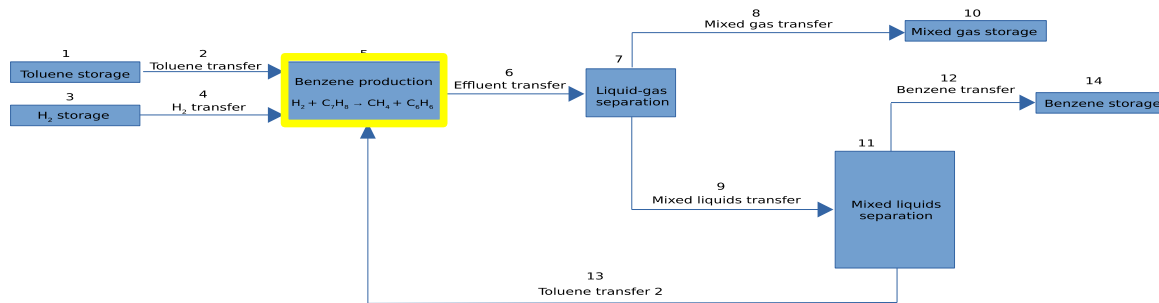 1
Toluene storage
2
Toluene transfer
3
H₂ storage
4
H₂ transfer
Benzene production
H₂ + C₇H₈ → CH₄ + C₆H₆
6
Effluent transfer
7
Liquid-gas
separation
8
Mixed gas transfer
10
Mixed gas storage
9
Mixed liquids transfer
11
Mixed liquids
separation
12
Benzene transfer
14
Benzene storage
13
Toluene transfer 2